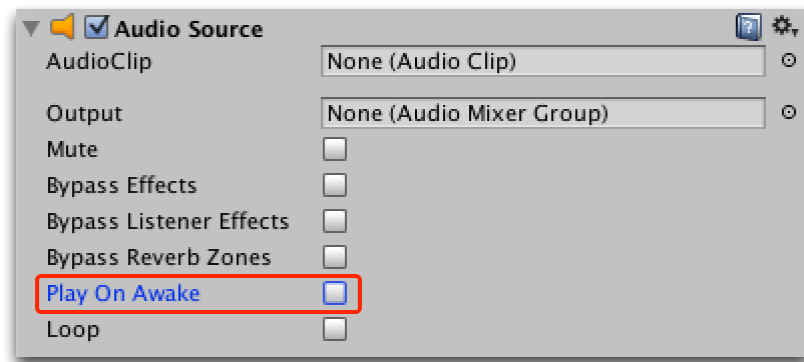 Audio Source
AudioClip None (Audio Clip)
Output None (Audio Mixer Group)
Mute
Bypass Effects
Bypass Listener Effects
Bypass Reverb Zones
Play On Awake
Loop